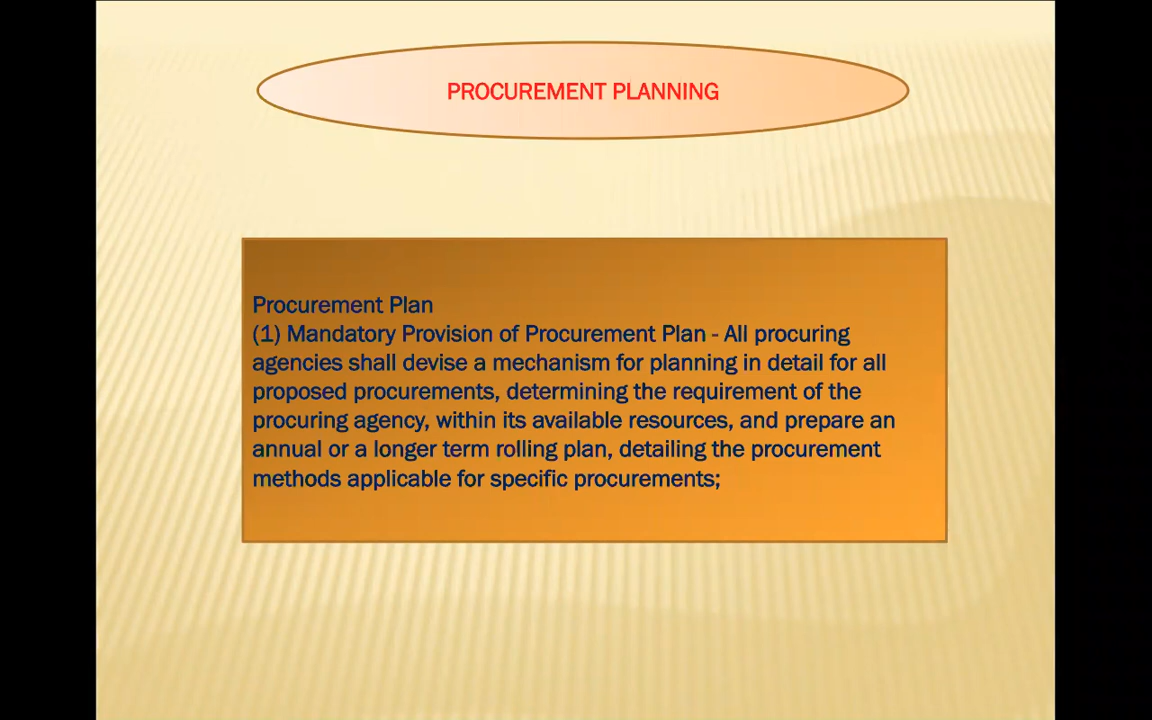 PROCUREMENT PLANNING
Procurement Plan
(1) Mandatory Provision of Procurement Plan - All procuring
agencies shall devise a mechanism for planning in detail for all
proposed procurements, determining the requirement of the
procuring agency, within its available resources, and prepare an
annual or a longer term rolling plan, detailing the procurement
methods applicable for specific procurements;